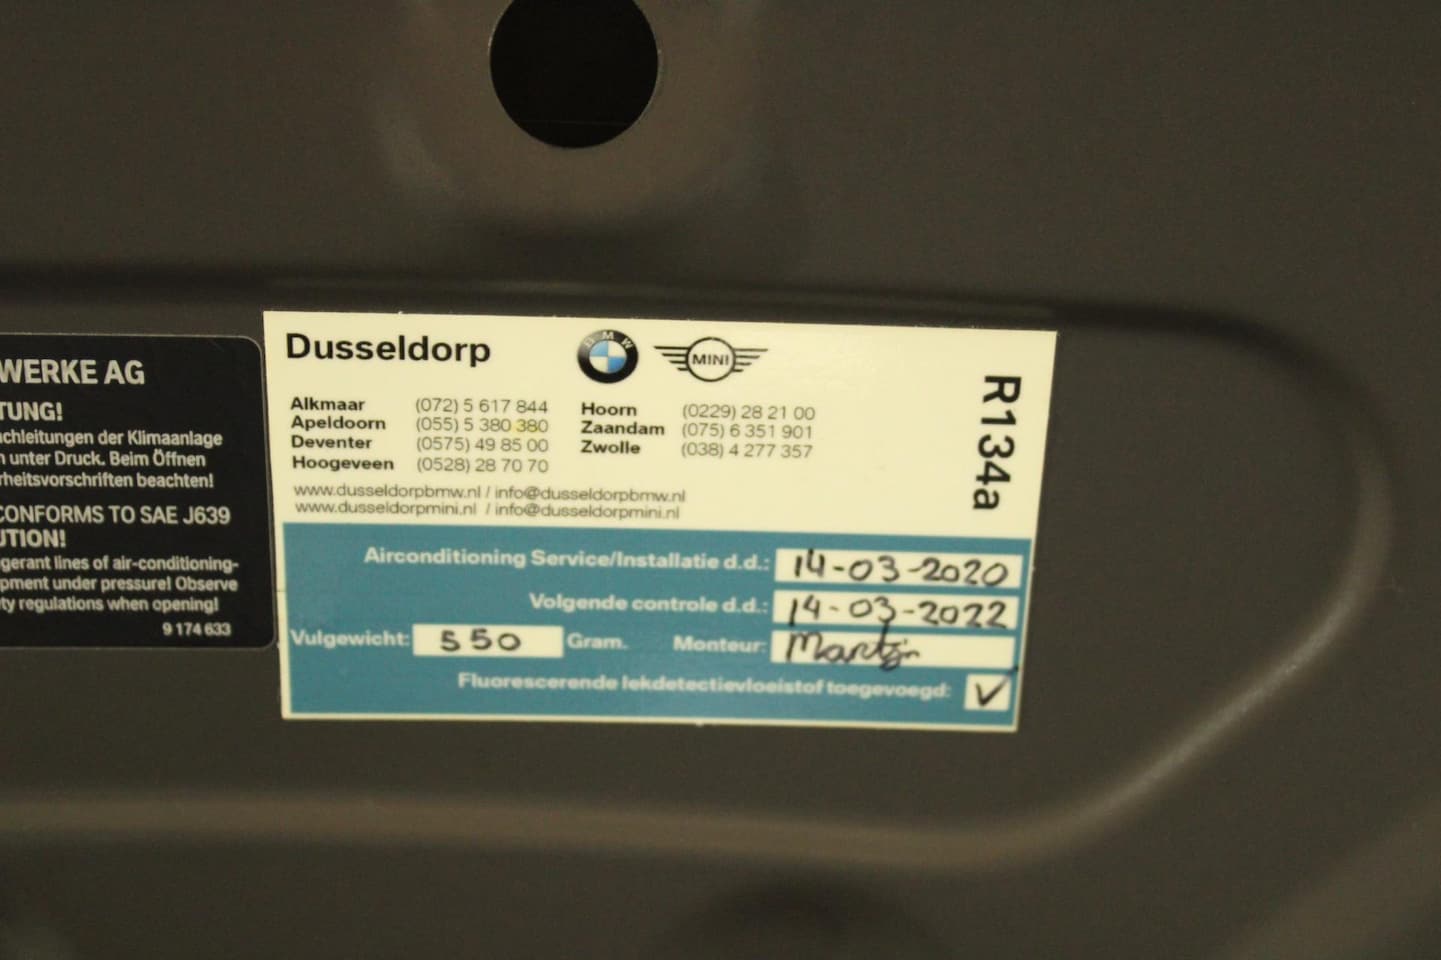 WERKE AG
TUNG!
chleitungen der Klimaanlage
n unter Druck. Beim Öffnen
rheitsvorschriften beachten!
CONFORMS TO SAE J639
UTION!
gerant lines of air-conditioning-
pment under pressure! Observe
ty regulations when opening!
9 174 633
Dusseldorp
BMW
MINI
Alkmaar (072) 5 617 844
Apeldoorn (055) 5 380 380
Deventer (0575) 49 85 00
Hoogeveen (0528) 28 70 70
Hoorn (0229) 28 21 00
Zaandam (075) 6 351 901
Zwolle (038) 4 277 357
www.dusseldorpbmw.nl / info@dusseldorpbmw.nl
www.dusseldorpmini.nl / info@dusseldorpmini.nl
R134a
Airconditioning Service/Installatie d.d.: 14-03-2020
Volgende controle d.d.: 14-03-2022
Vulgewicht: 550 Gram. Monteur: Martijn
Fluorescerende lekdetectievloeistof toegevoegd: ✓